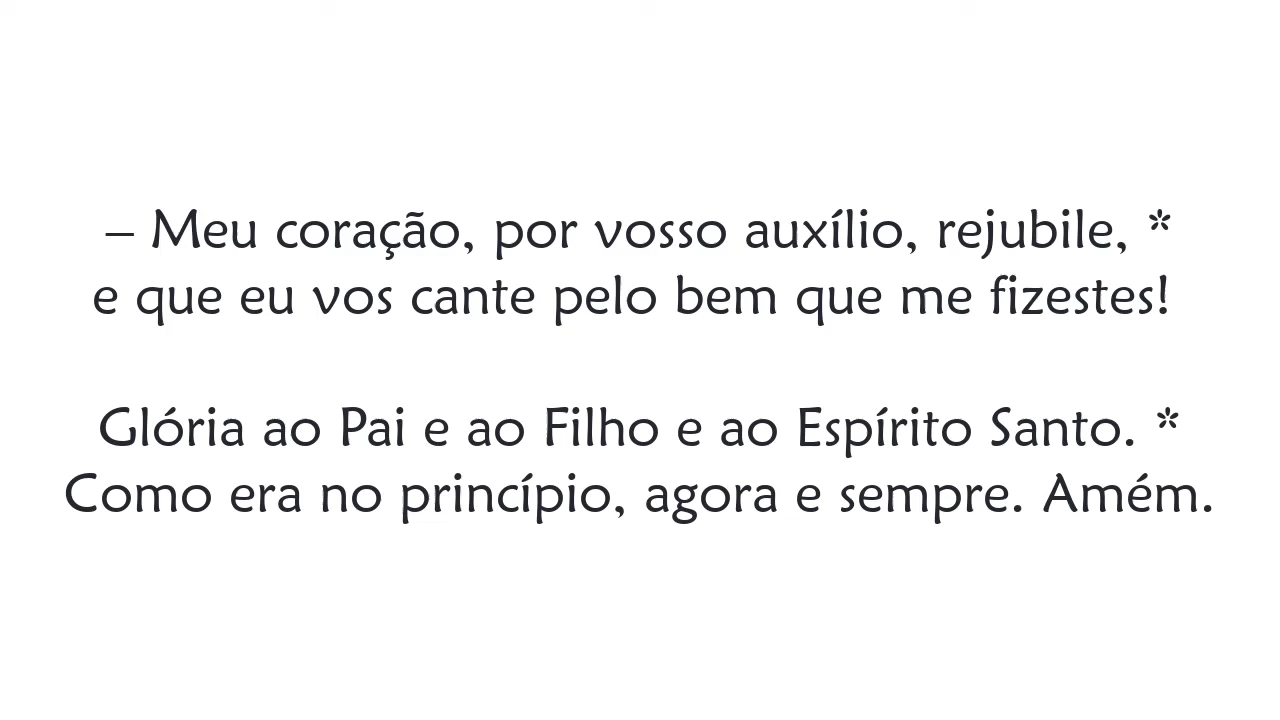 – Meu coração, por vosso auxílio, rejubile, *
e que eu vos cante pelo bem que me fizestes!
Glória ao Pai e ao Filho e ao Espírito Santo. *
Como era no princípio, agora e sempre. Amém.